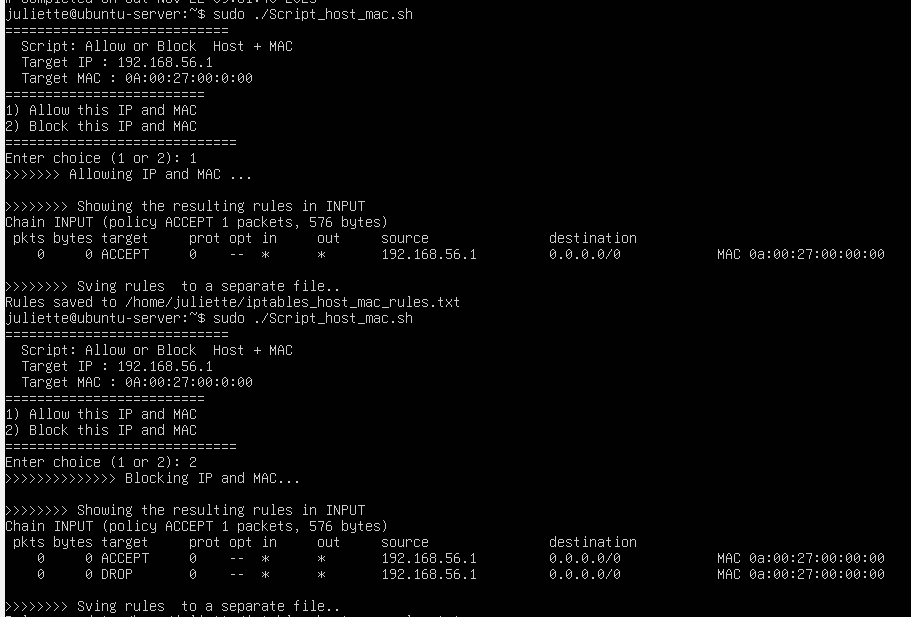 juliette@ubuntu-server:~$ sudo ./Script_host_mac.sh
============================
  Script: Allow or Block  Host + MAC
  Target IP : 192.168.56.1
  Target MAC : 0A:00:27:00:0:00
=========================
1) Allow this IP and MAC
2) Block this IP and MAC
=============================
Enter choice (1 or 2): 1
>>>>>>> Allowing IP and MAC ...
>>>>>>>> Showing the resulting rules in INPUT
Chain INPUT (policy ACCEPT 1 packets, 576 bytes)
 pkts bytes target     prot opt in     out     source               destination
    0     0 ACCEPT     0    --  *      *       192.168.56.1         0.0.0.0/0            MAC 0a:00:27:00:00:00
>>>>>>>> Sving rules  to a separate file..
Rules saved to /home/juliette/iptables_host_mac_rules.txt
juliette@ubuntu-server:~$ sudo ./Script_host_mac.sh
============================
  Script: Allow or Block  Host + MAC
  Target IP : 192.168.56.1
  Target MAC : 0A:00:27:00:0:00
=========================
1) Allow this IP and MAC
2) Block this IP and MAC
=============================
Enter choice (1 or 2): 2
>>>>>>>>>>>>>> Blocking IP and MAC...
>>>>>>>> Showing the resulting rules in INPUT
Chain INPUT (policy ACCEPT 1 packets, 576 bytes)
 pkts bytes target     prot opt in     out     source               destination
    0     0 ACCEPT     0    --  *      *       192.168.56.1         0.0.0.0/0            MAC 0a:00:27:00:00:00
    0     0 DROP       0    --  *      *       192.168.56.1         0.0.0.0/0            MAC 0a:00:27:00:00:00
>>>>>>>> Sving rules  to a separate file..